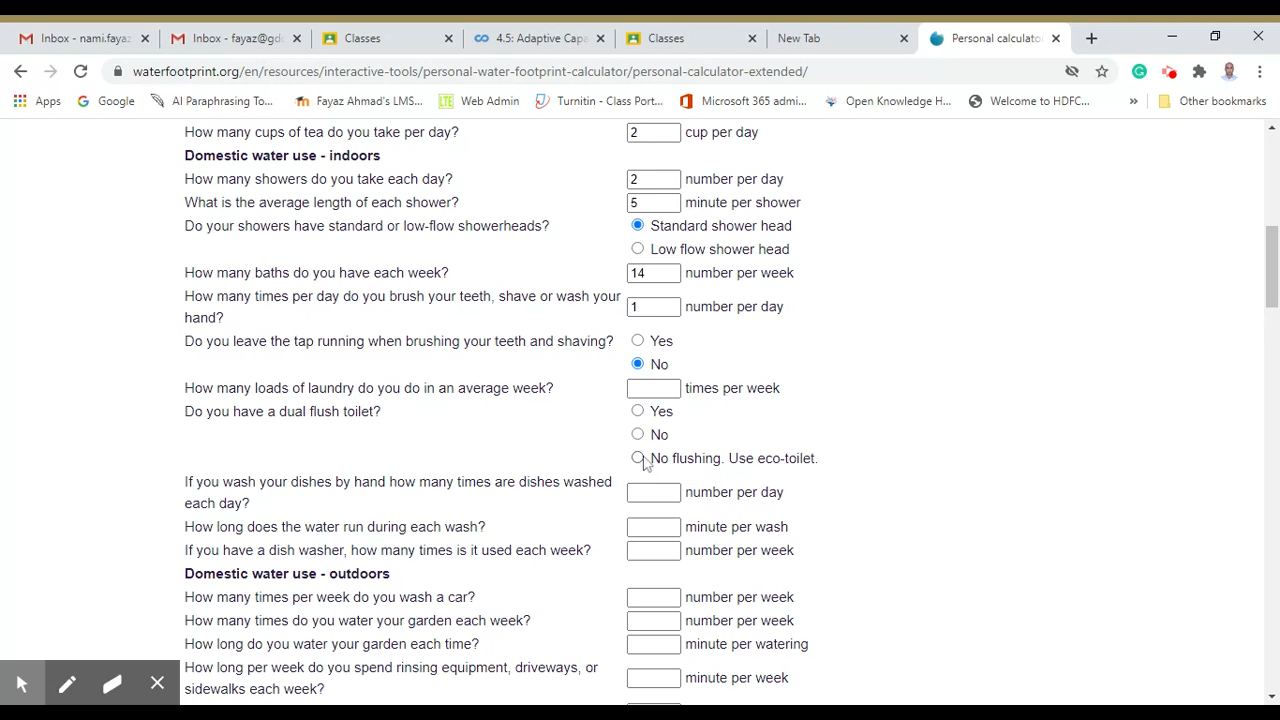 Inbox - nami.fayaz
Inbox - fayaz@gd
Classes
4.5: Adaptive Capa
Classes
New Tab
Personal calculato
waterfootprint.org/en/resources/interactive-tools/personal-water-footprint-calculator/personal-calculator-extended/
Apps
Google
AI Paraphrasing To...
Fayaz Ahmad's LMS...
LTE
Web Admin
Turnitin - Class Port...
Microsoft 365 admi...
Open Knowledge H...
Welcome to HDFC...
»
Other bookmarks
How many cups of tea do you take per day? 2 cup per day
Domestic water use - indoors
How many showers do you take each day? 2 number per day
What is the average length of each shower? 5 minute per shower
Do your showers have standard or low-flow showerheads? Standard shower head
Low flow shower head
How many baths do you have each week? 14 number per week
How many times per day do you brush your teeth, shave or wash your
hand? 1 number per day
Do you leave the tap running when brushing your teeth and shaving? Yes
No
How many loads of laundry do you do in an average week? times per week
Do you have a dual flush toilet? Yes
No
No flushing. Use eco-toilet.
If you wash your dishes by hand how many times are dishes washed
each day? number per day
How long does the water run during each wash? minute per wash
If you have a dish washer, how many times is it used each week? number per week
Domestic water use - outdoors
How many times per week do you wash a car? number per week
How many times do you water your garden each week? number per week
How long do you water your garden each time? minute per watering
How long per week do you spend rinsing equipment, driveways, or
sidewalks each week? minute per week